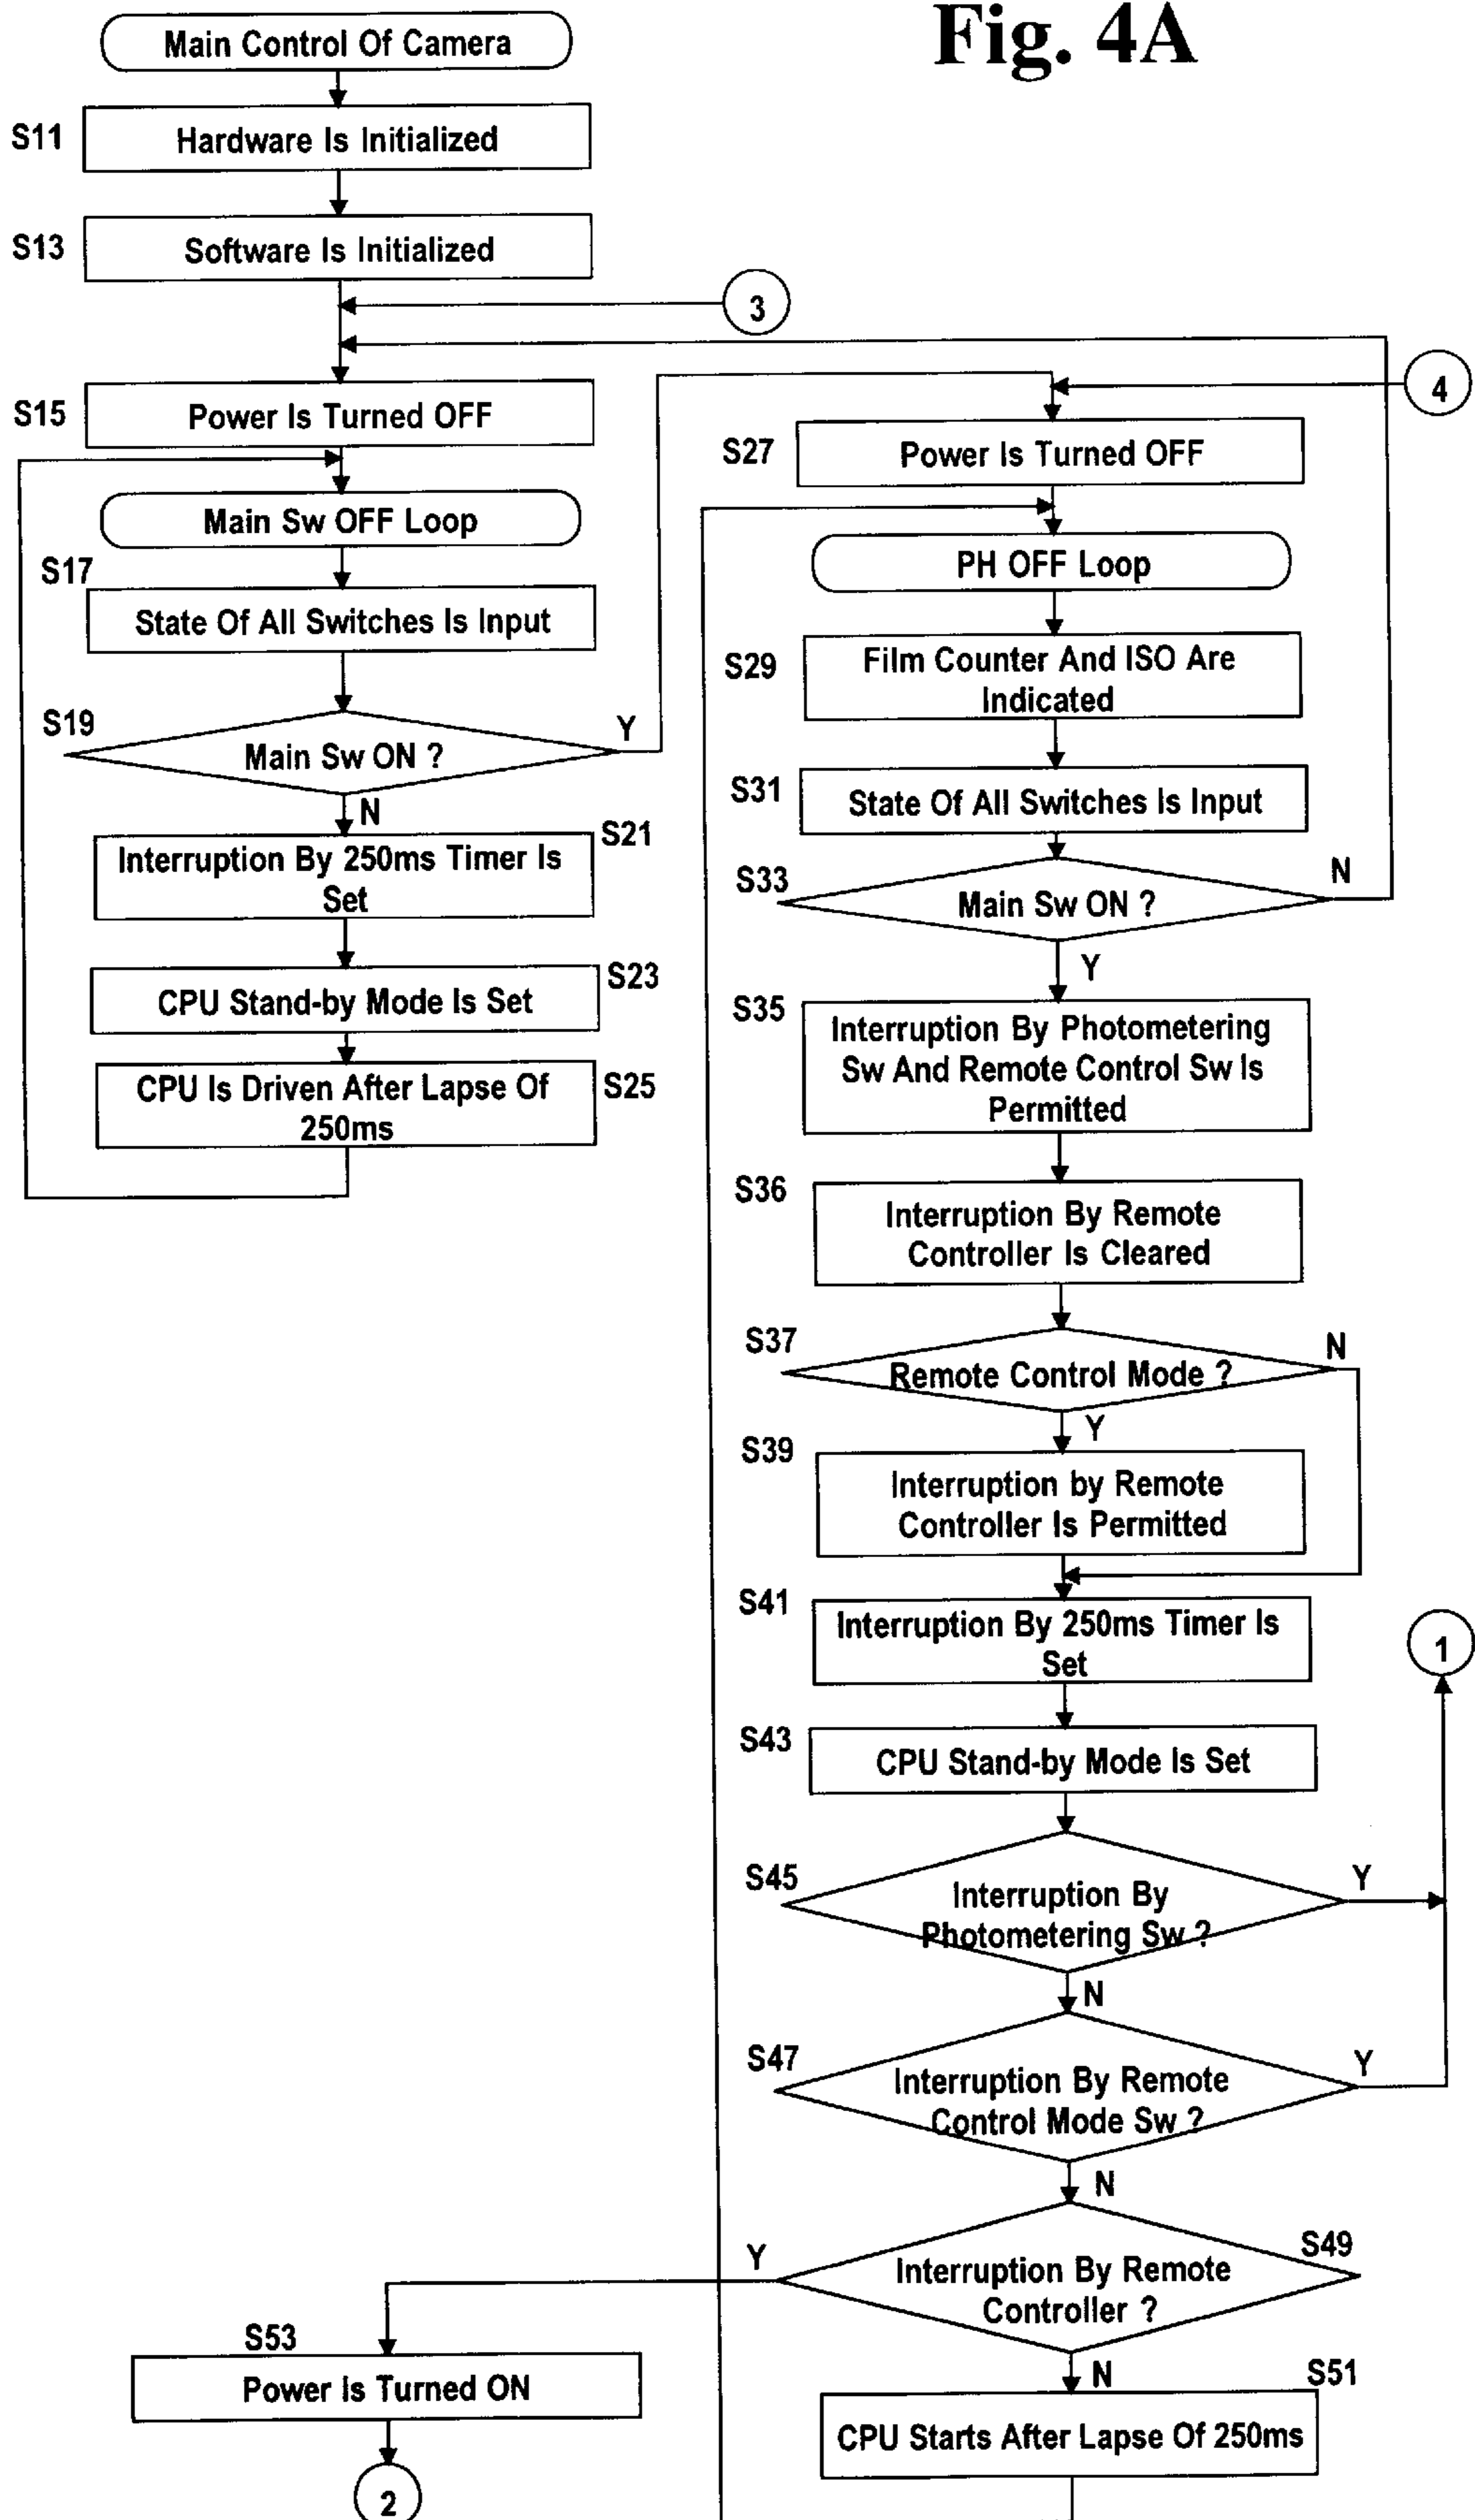 Fig. 4A
Main Control Of Camera
S11
Hardware Is Initialized
S13
Software Is Initialized
3
S15
Power Is Turned OFF
Main Sw OFF Loop
S17
State Of All Switches Is Input
S19
Main Sw ON ?
Y
N
S21
Interruption By 250ms Timer Is
Set
S23
CPU Stand-by Mode Is Set
S25
CPU Is Driven After Lapse Of
250ms
4
S27
Power Is Turned OFF
PH OFF Loop
S29
Film Counter And ISO Are
Indicated
S31
State Of All Switches Is Input
S33
Main Sw ON ?
N
Y
S35
Interruption By Photometering
Sw And Remote Control Sw Is
Permitted
S36
Interruption By Remote
Controller Is Cleared
S37
Remote Control Mode ?
N
Y
S39
Interruption by Remote
Controller Is Permitted
S41
Interruption By 250ms Timer Is
Set
1
S43
CPU Stand-by Mode Is Set
S45
Interruption By
Photometering Sw ?
Y
N
S47
Interruption By Remote
Control Mode Sw ?
Y
N
S49
Interruption By Remote
Controller ?
Y
N
S53
Power Is Turned ON
2
S51
CPU Starts After Lapse Of 250ms